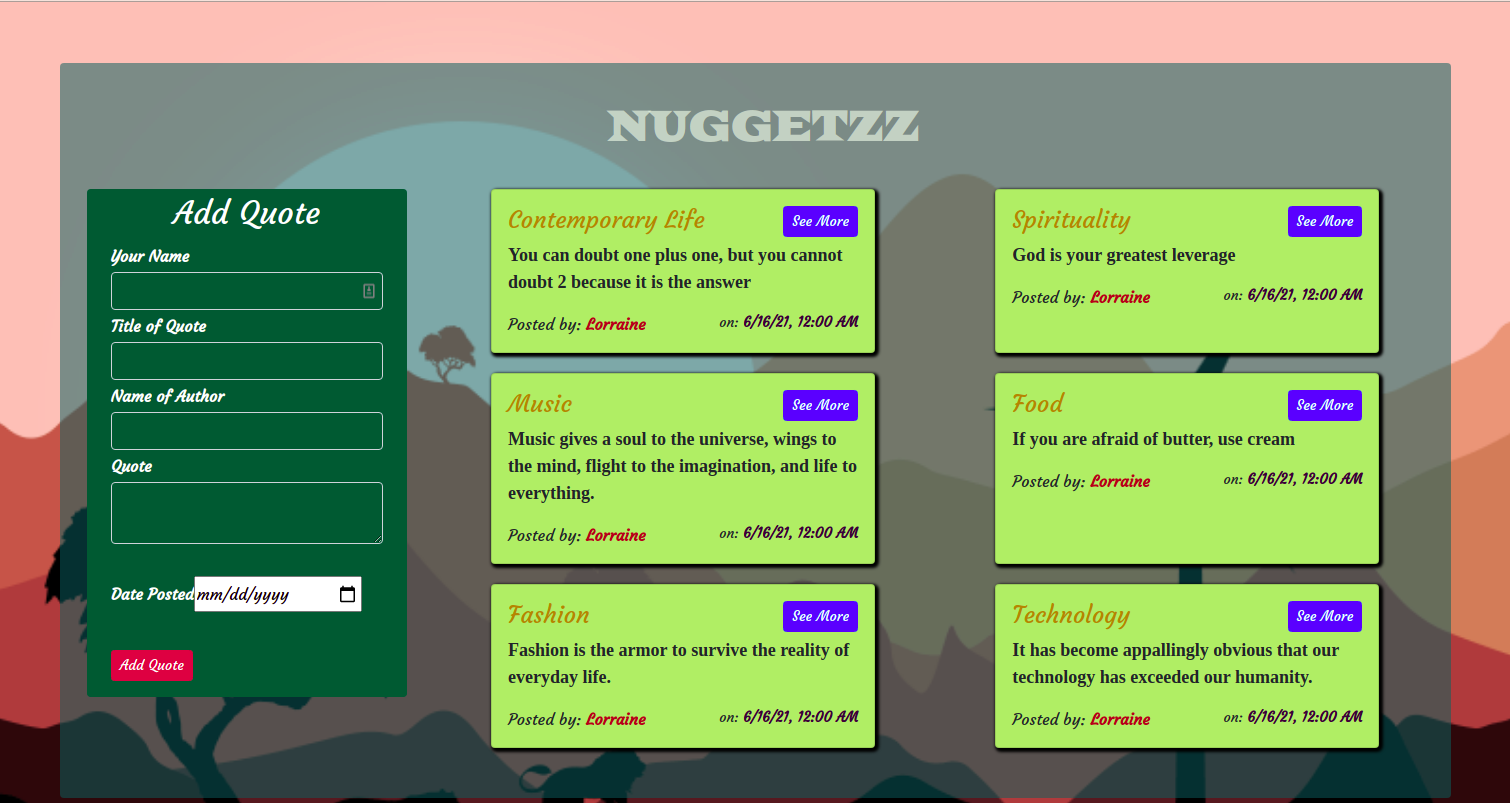 NUGGETZZ
Add Quote
Your Name
Title of Quote
Name of Author
Quote
Date Posted mm/dd/yyyy
Add Quote
Contemporary Life See More
You can doubt one plus one, but you cannot
doubt 2 because it is the answer
Posted by: Lorraine on: 6/16/21, 12:00 AM
Spirituality See More
God is your greatest leverage
Posted by: Lorraine on: 6/16/21, 12:00 AM
Music See More
Music gives a soul to the universe, wings to
the mind, flight to the imagination, and life to
everything.
Posted by: Lorraine on: 6/16/21, 12:00 AM
Food See More
If you are afraid of butter, use cream
Posted by: Lorraine on: 6/16/21, 12:00 AM
Fashion See More
Fashion is the armor to survive the reality of
everyday life.
Posted by: Lorraine on: 6/16/21, 12:00 AM
Technology See More
It has become appallingly obvious that our
technology has exceeded our humanity.
Posted by: Lorraine on: 6/16/21, 12:00 AM